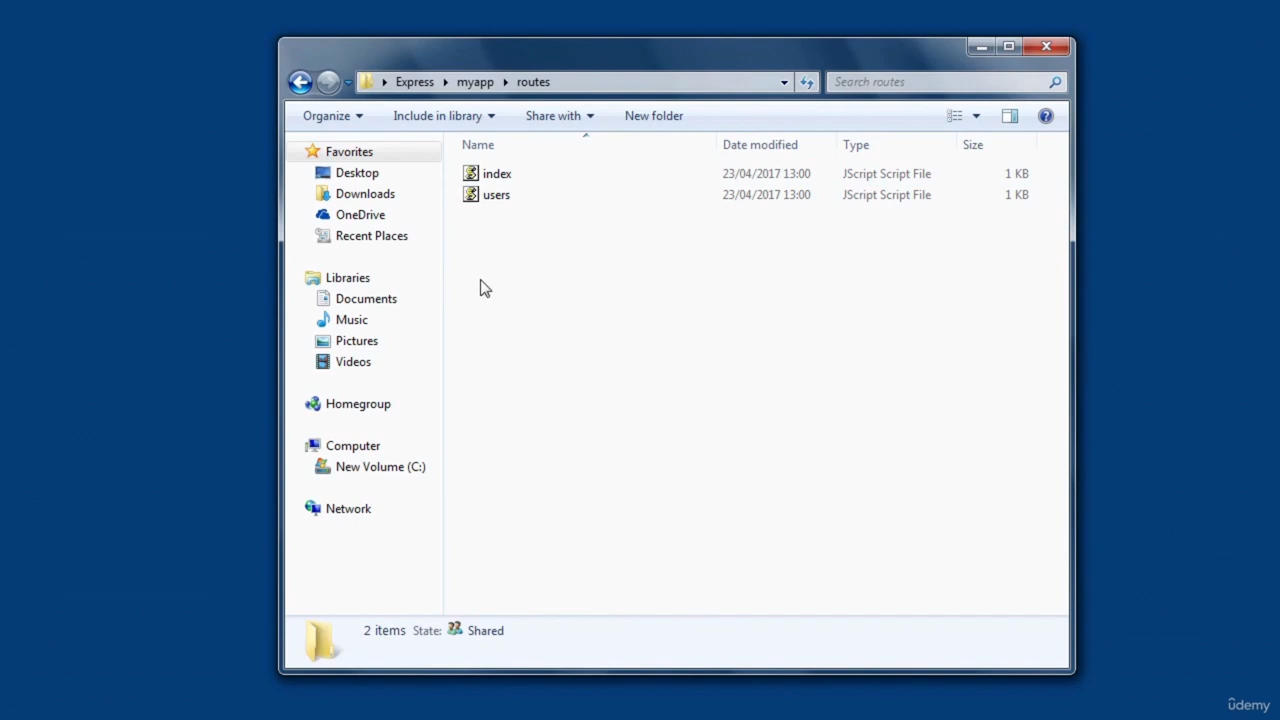 Express myapp routes
Search routes
Organize Include in library Share with New folder
Favorites
Desktop
Downloads
OneDrive
Recent Places
Libraries
Documents
Music
Pictures
Videos
Homegroup
Computer
New Volume (C:)
Network
Name Date modified Type Size
index 23/04/2017 13:00 JScript Script File 1 KB
users 23/04/2017 13:00 JScript Script File 1 KB
2 items State: Shared
ûdemy